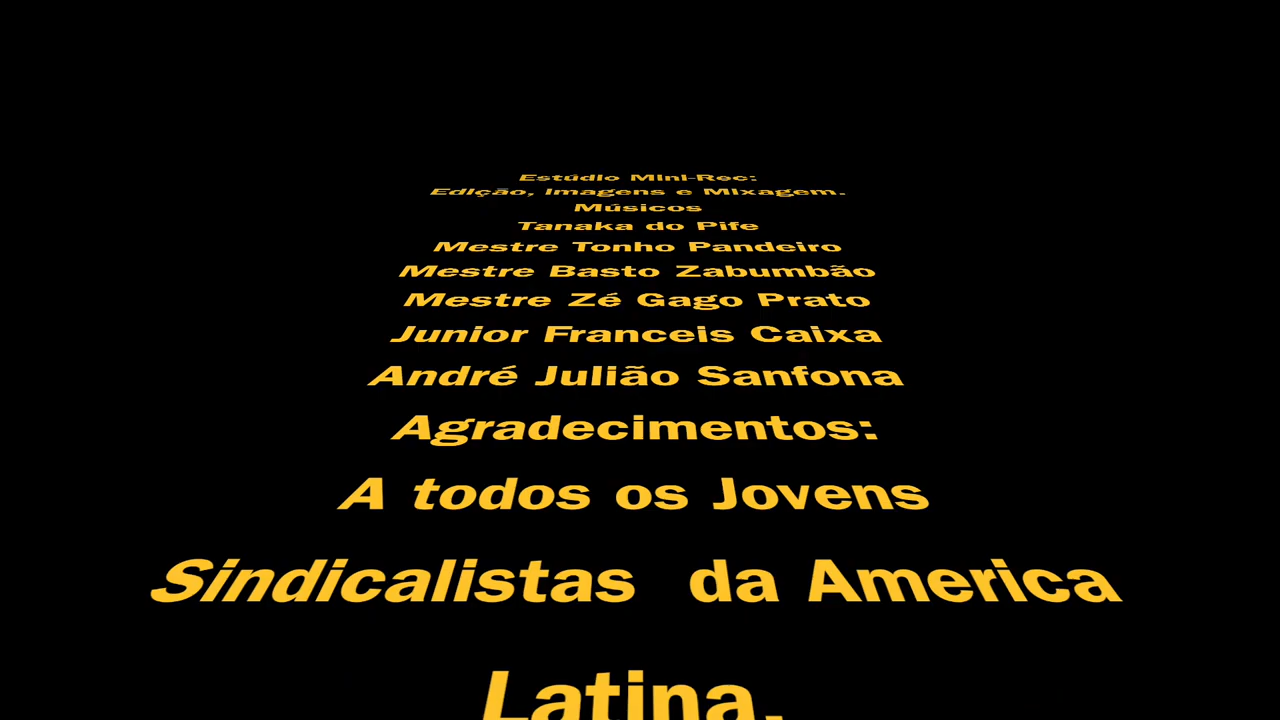 Estúdio Mini-Rec:
Edição, Imagens e Mixagem.
Músicos
Tanaka do Pife
Mestre Tonho Pandeiro
Mestre Basto Zabumbão
Mestre Zé Gago Prato
Junior Franceis Caixa
André Julião Sanfona
Agradecimentos:
A todos os Jovens
Sindicalistas da America
Latina.